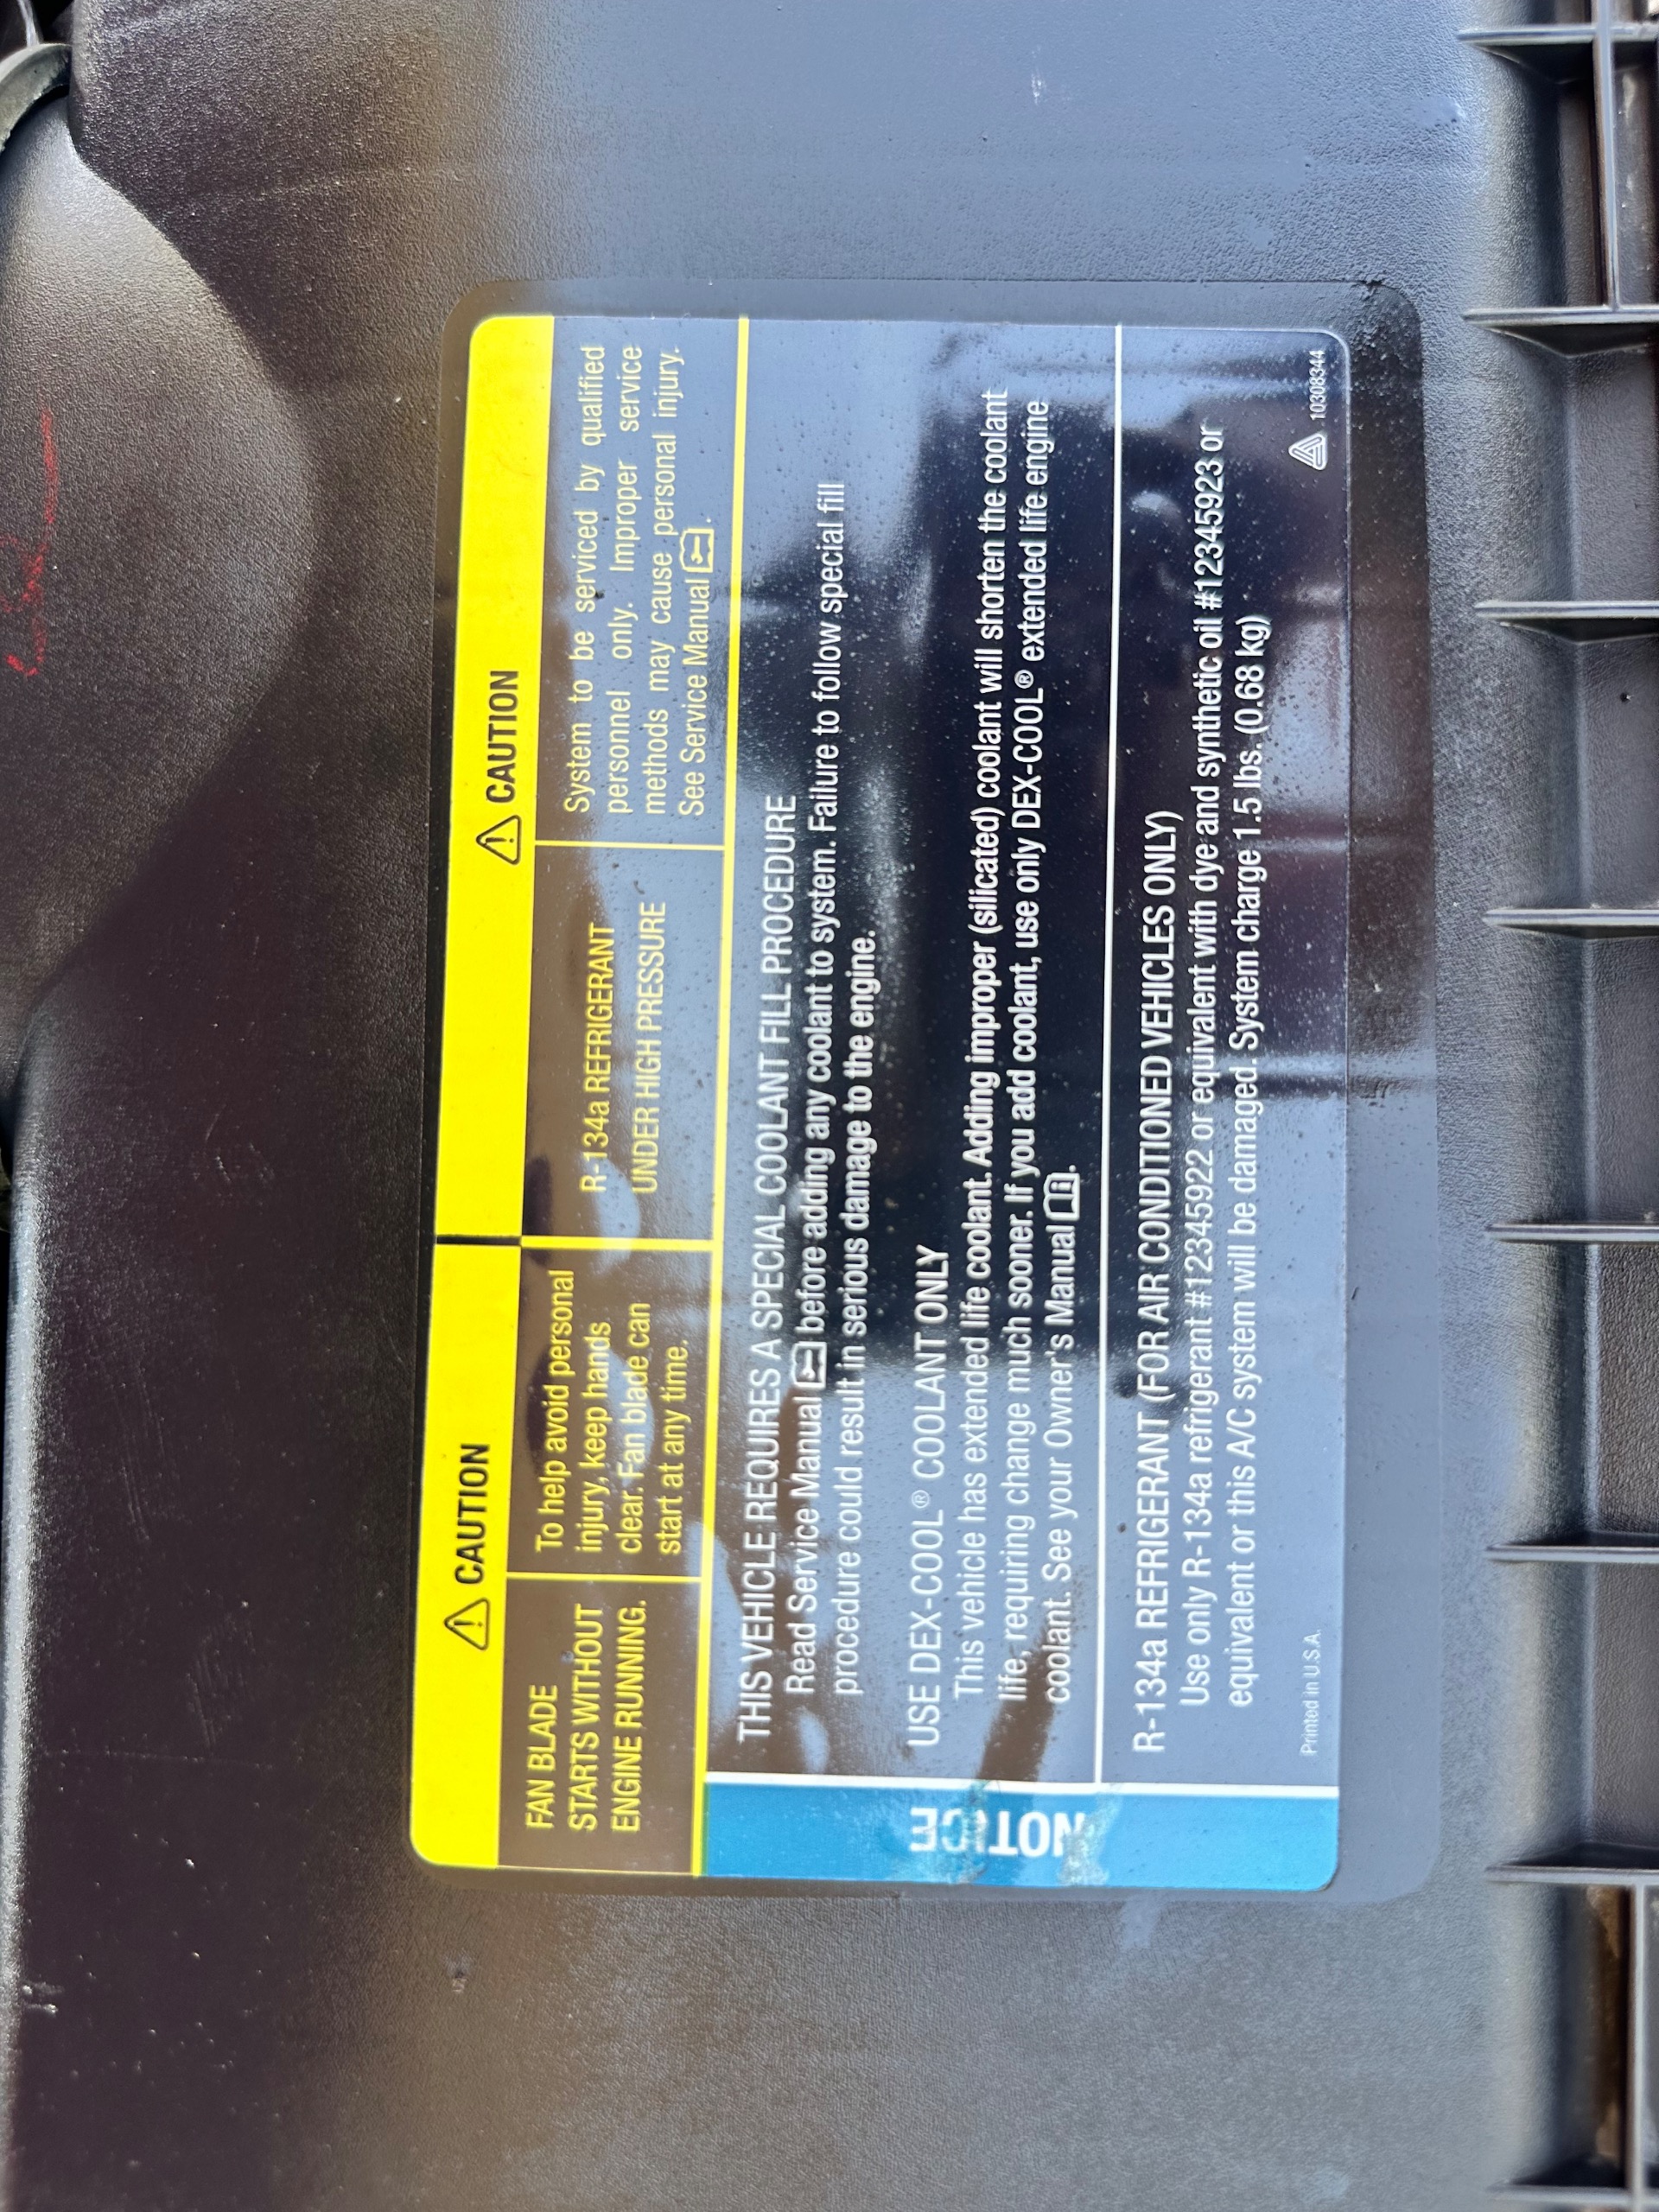 CAUTION
FAN BLADE
STARTS WITHOUT
ENGINE RUNNING.
To help avoid personal
injury, keep hands
clear. Fan blade can
start at any time.
CAUTION
R-134a REFRIGERANT
UNDER HIGH PRESSURE
System to be serviced by qualified
personnel only. Improper service
methods may cause personal injury.
See Service Manual.
NOTICE
THIS VEHICLE REQUIRES A SPECIAL COOLANT FILL PROCEDURE
Read Service Manual before adding any coolant to system. Failure to follow special fill
procedure could result in serious damage to the engine.
USE DEX-COOL® COOLANT ONLY
This vehicle has extended life coolant. Adding improper (silicated) coolant will shorten the coolant
life, requiring change much sooner. If you add coolant, use only DEX-COOL® extended life engine
coolant. See your Owner's Manual.
R-134a REFRIGERANT (FOR AIR CONDITIONED VEHICLES ONLY)
Use only R-134a refrigerant #12345922 or equivalent with dye and synthetic oil #12345923 or
equivalent or this A/C system will be damaged. System charge 1.5 lbs. (0.68 kg)
Printed in U.S.A.
10308344